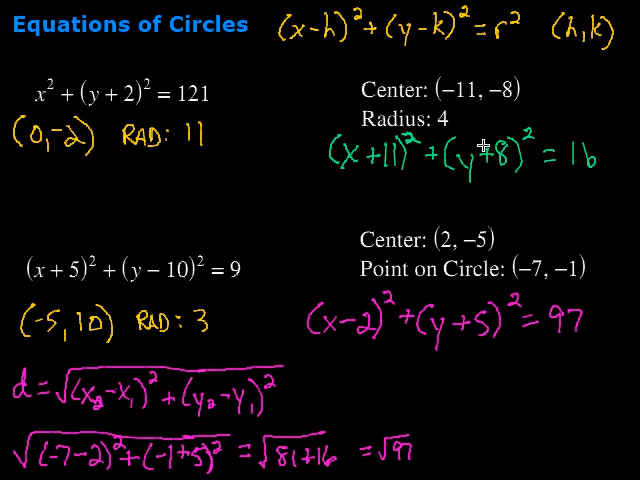 Equations of Circles (x-h)² + (y-k)² = r² (h,k)
x² + (y + 2)² = 121
(0,-2) RAD: 11
Center: (−11, −8)
Radius: 4
(x+11)² + (y+8)² = 16
(x + 5)² + (y − 10)² = 9
(-5,10) RAD: 3
Center: (2, −5)
Point on Circle: (−7, −1)
(x-2)² + (y+5)² = 97
d = √(x₂-x₁)² + (y₂-y₁)²
√(-7-2)² + (-1+5)² = √81+16 = √97